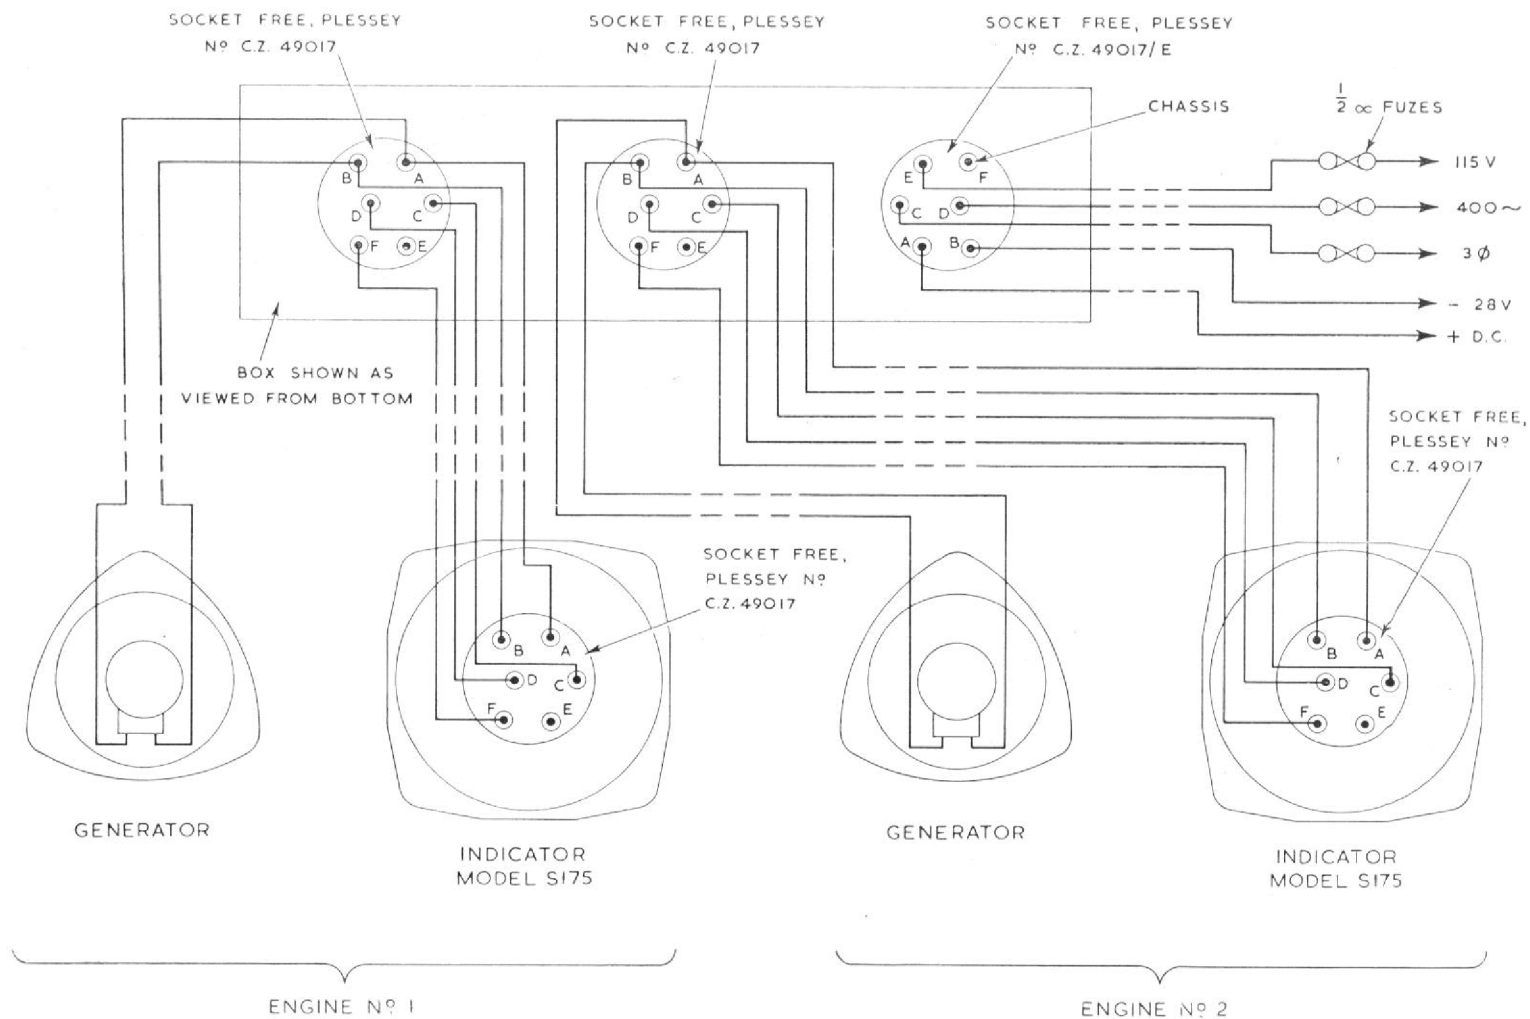 SOCKET FREE, PLESSEY
Nº C.Z. 49017
SOCKET FREE, PLESSEY
Nº C.Z. 49017
SOCKET FREE, PLESSEY
Nº C.Z. 49017/E
CHASSIS
1/2 ∝ FUZES
B
A
D
C
F
E
B
A
D
C
F
E
E
F
C
D
A
B
115 V
400 ~
3 Ø
- 28 V
+ D.C.
BOX SHOWN AS
VIEWED FROM BOTTOM
SOCKET FREE,
PLESSEY Nº
C.Z. 49017
SOCKET FREE,
PLESSEY Nº
C.Z. 49017
B
A
D
C
F
E
B
A
D
C
F
E
GENERATOR
INDICATOR
MODEL S175
GENERATOR
INDICATOR
MODEL S175
ENGINE Nº 1
ENGINE Nº 2